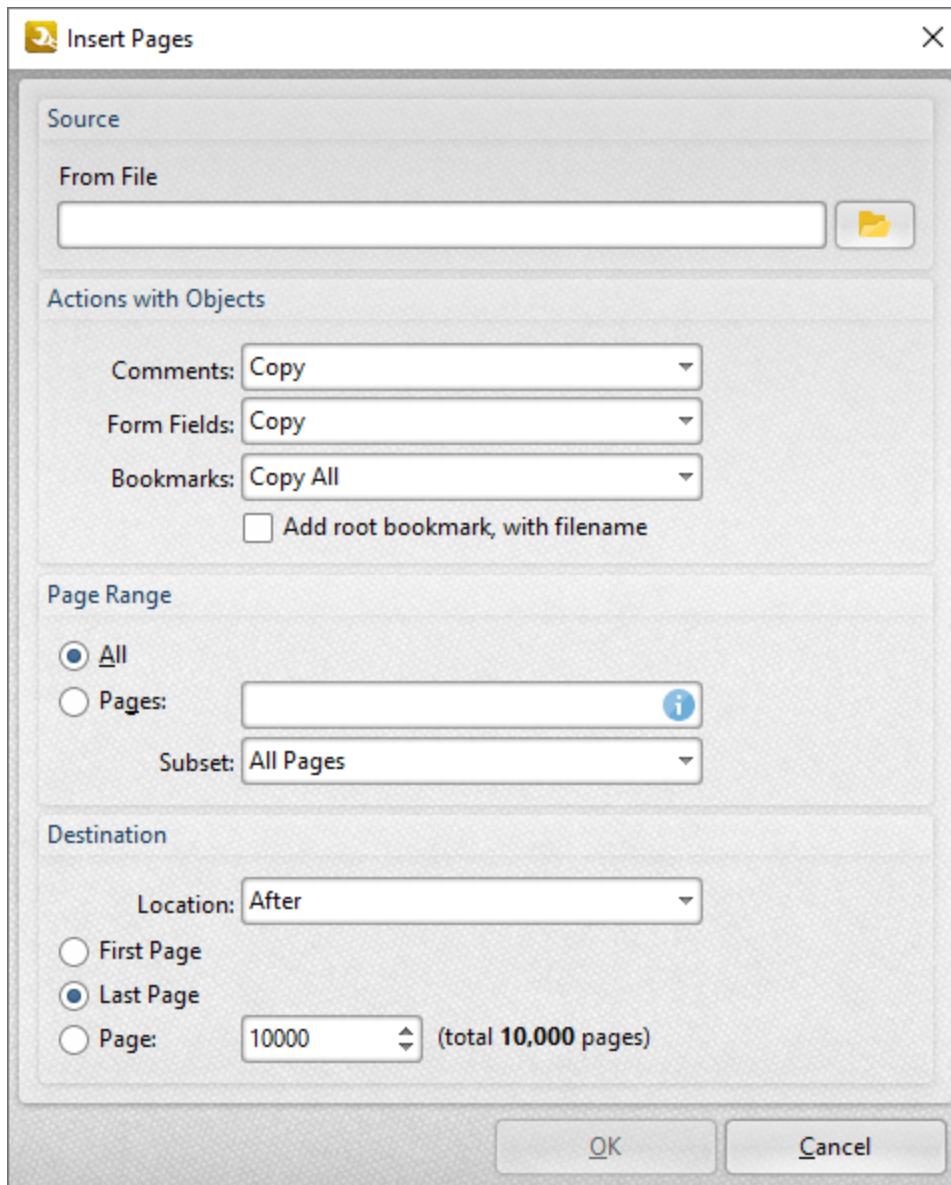 Insert Pages
Source
From File
Actions with Objects
Comments: Copy
Form Fields: Copy
Bookmarks: Copy All
Add root bookmark, with filename
Page Range
All
Pages:
Subset: All Pages
Destination
Location: After
First Page
Last Page
Page: 10000 (total 10,000 pages)
OK Cancel